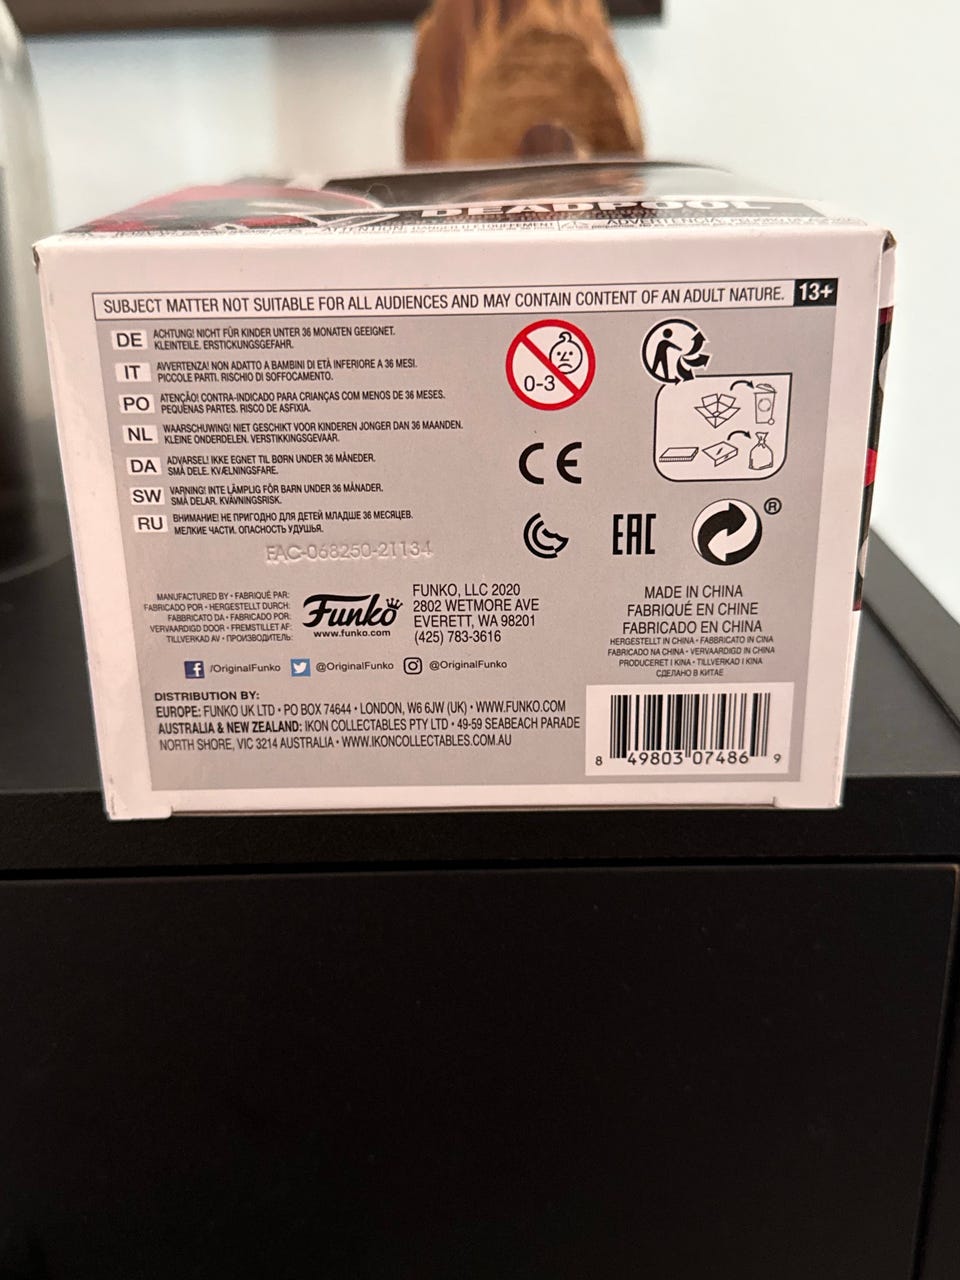 DEADPOOL
SUBJECT MATTER NOT SUITABLE FOR ALL AUDIENCES AND MAY CONTAIN CONTENT OF AN ADULT NATURE. 13+
DE ACHTUNG! NICHT FÜR KINDER UNTER 36 MONATEN GEEIGNET.
KLEINTEILE. ERSTICKUNGSGEFAHR.
IT AVVERTENZA! NON ADATTO A BAMBINI DI ETÀ INFERIORE A 36 MESI.
PICCOLE PARTI. RISCHIO DI SOFFOCAMENTO.
PO ATENÇÃO! CONTRA-INDICADO PARA CRIANÇAS COM MENOS DE 36 MESES.
PEQUENAS PARTES. RISCO DE ASFIXIA.
NL WAARSCHUWING! NIET GESCHIKT VOOR KINDEREN JONGER DAN 36 MAANDEN.
KLEINE ONDERDELEN. VERSTIKKINGSGEVAAR.
DA ADVARSEL! IKKE EGNET TIL BØRN UNDER 36 MÅNEDER.
SMÅ DELE. KVÆLNINGSFARE.
SW VARNING! INTE LÄMPLIG FÖR BARN UNDER 36 MÅNADER.
SMÅ DELAR. KVÄVNINGSRISK.
RU ВНИМАНИЕ! НЕ ПРИГОДНО ДЛЯ ДЕТЕЙ МЛАДШЕ 36 МЕСЯЦЕВ.
МЕЛКИЕ ЧАСТИ. ОПАСНОСТЬ УДУШЬЯ.
FAC-068250-21134
0-3
CE
EAC
®
MANUFACTURED BY • FABRIQUÉ PAR:
FABRICADO POR • HERGESTELLT DURCH:
FABBRICATO DA • FABRICADO POR:
VERVAARDIGD DOOR • FREMSTILLET AF:
TILLVERKAD AV • ПРОИЗВОДИТЕЛЬ:
Funko
www.funko.com
FUNKO, LLC 2020
2802 WETMORE AVE
EVERETT, WA 98201
(425) 783-3616
MADE IN CHINA
FABRIQUÉ EN CHINE
FABRICADO EN CHINA
HERGESTELLT IN CHINA • FABBRICATO IN CINA
FABRICADO NA CHINA • VERVAARDIGD IN CHINA
PRODUCERET I KINA • TILLVERKAD I KINA
СДЕЛАНО В КИТАЕ
/OriginalFunko @OriginalFunko @OriginalFunko
DISTRIBUTION BY:
EUROPE: FUNKO UK LTD • PO BOX 74644 • LONDON, W6 6JW (UK) • WWW.FUNKO.COM
AUSTRALIA & NEW ZEALAND: IKON COLLECTABLES PTY LTD • 49-59 SEABEACH PARADE
NORTH SHORE, VIC 3214 AUSTRALIA • WWW.IKONCOLLECTABLES.COM.AU
8 49803 07486 9